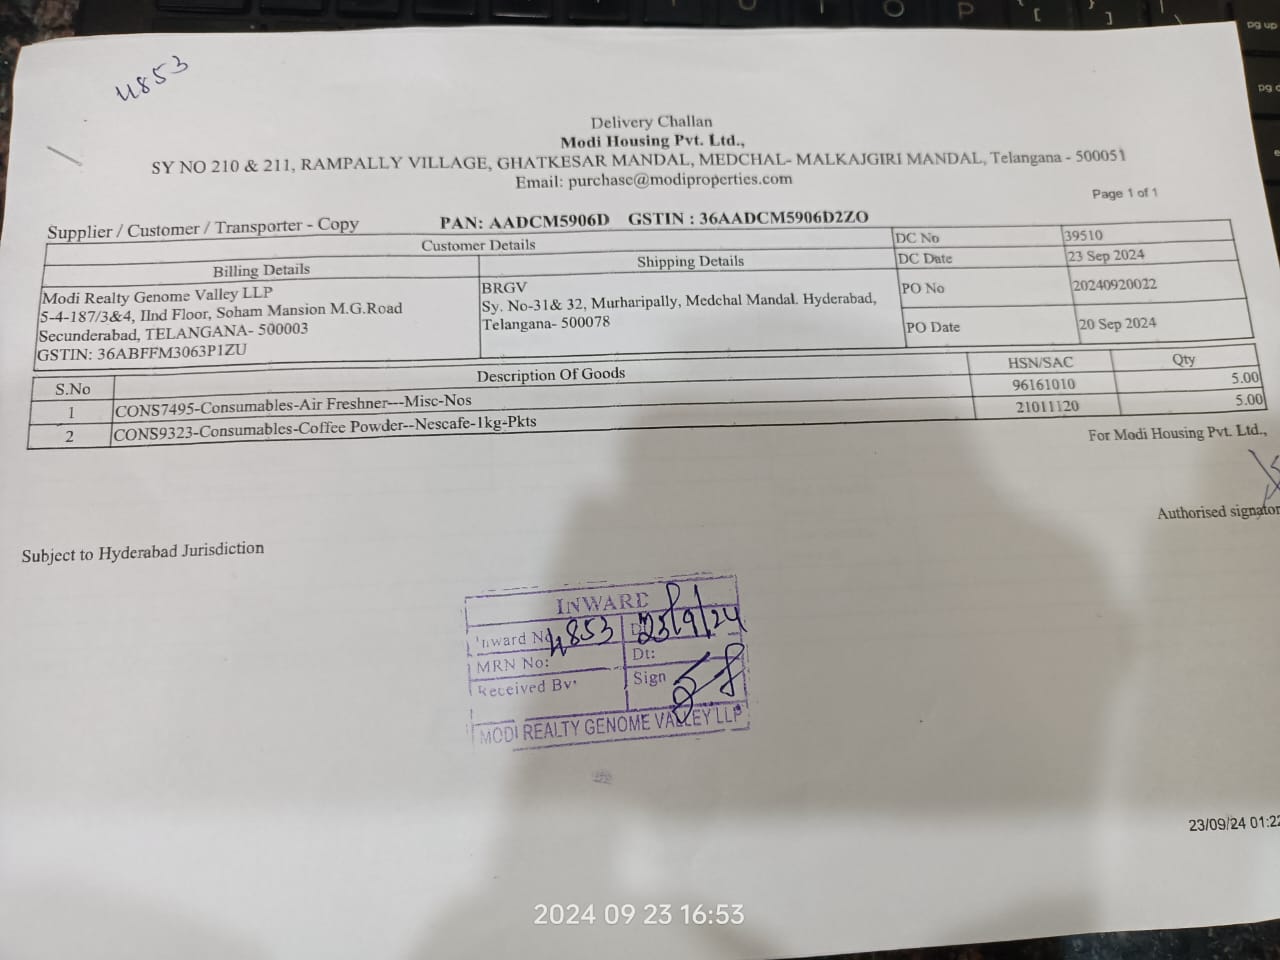 4853
Delivery Challan
Modi Housing Pvt. Ltd.,
SY NO 210 & 211, RAMPALLY VILLAGE, GHATKESAR MANDAL, MEDCHAL- MALKAJGIRI MANDAL, Telangana - 500051
Email: purchase@modiproperties.com
Page 1 of 1
Supplier / Customer / Transporter - Copy
PAN: AADCM5906D GSTIN : 36AADCM5906D2ZO
Customer Details
DC No 39510
Billing Details
Shipping Details
DC Date 23 Sep 2024
Modi Realty Genome Valley LLP
5-4-187/3&4, IInd Floor, Soham Mansion M.G.Road
Secunderabad, TELANGANA- 500003
GSTIN: 36ABFFM3063P1ZU
BRGV
Sy. No-31& 32, Murharipally, Medchal Mandal. Hyderabad,
Telangana- 500078
PO No 20240920022
PO Date 20 Sep 2024
S.No Description Of Goods HSN/SAC Qty
1 CONS7495-Consumables-Air Freshner---Misc-Nos 96161010 5.00
2 CONS9323-Consumables-Coffee Powder--Nescafe-1kg-Pkts 21011120 5.00
For Modi Housing Pvt. Ltd.,
Authorised signator
Subject to Hyderabad Jurisdiction
INWARD
Inward No 4853 23/9/24
MRN No: Dt:
Received By: Sign
MODI REALTY GENOME VALLEY LLP
23/09/24 01:22
2024 09 23 16:53
[ ]
O P
pg up